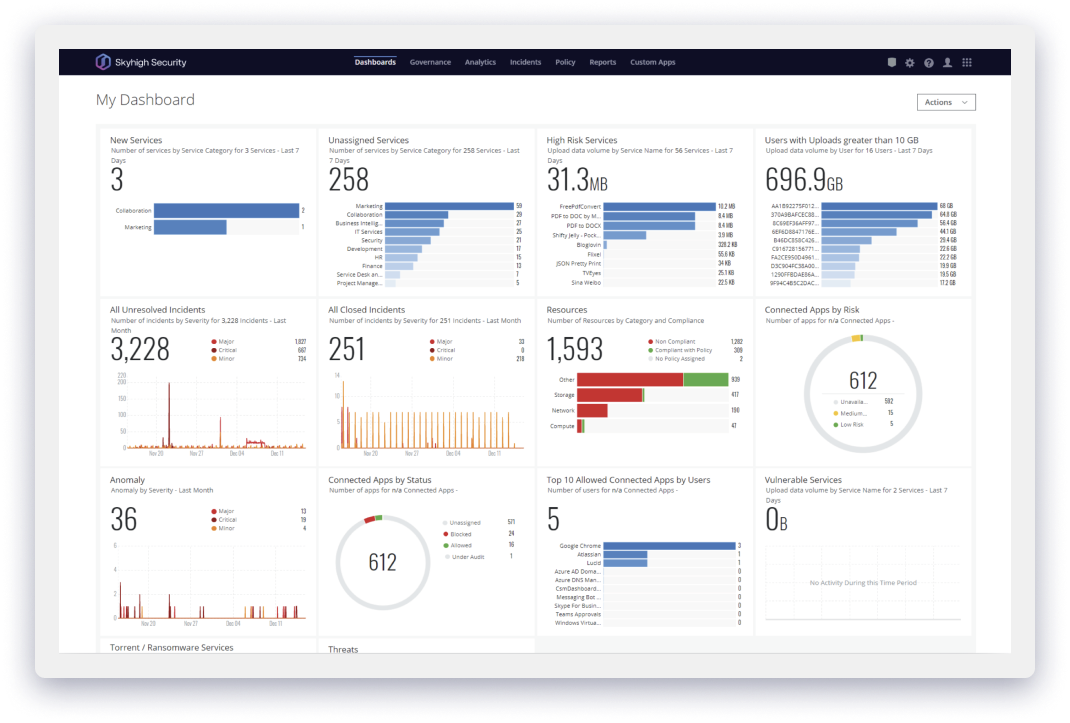 Skyhigh Security
Dashboards Governance Analytics Incidents Policy Reports Custom Apps
My Dashboard
Actions
New Services
Number of services by Service Category for 3 Services - Last 7
Days
3
Collaboration 2
Marketing 1
Unassigned Services
Number of services by Service Category for 258 Services - Last
7 Days
258
Marketing 59
Collaboration 29
Business Intellig... 27
IT Services 25
Security 21
Development 17
HR 15
Finance 13
Service Desk an... 7
Project Manage... 5
High Risk Services
Upload data volume by Service Name for 56 Services - Last 7
Days
31.3MB
FreePdfConvert 10.2 MB
PDF to DOC by M... 8.4 MB
PDF to DOCX 8.4 MB
Shifty Jelly - Pock... 3.9 MB
Bloglovin 328.2 KB
Flixel 55.6 KB
JSON Pretty Print 34 KB
TVEyes 25.1 KB
Sina Weibo 22.5 KB
Users with Uploads greater than 10 GB
Upload data volume by User for 16 Users - Last 7 Days
696.9GB
AA1B92275F012... 68 GB
370A9BAFCEC88... 64.8 GB
8C695F36AFF97... 56.4 GB
6EF6D8847176E... 44.1 GB
B46DC858C426... 29.4 GB
C916728156771... 22.6 GB
FA2CE950D4961... 22.2 GB
D3C904FC38A00... 19.9 GB
1290FFBDAE86A... 19.5 GB
9F94C4B5C2DAC... 17.2 GB
All Unresolved Incidents
Number of Incidents by Severity for 3,228 Incidents - Last
Month
3,228
Major 1,827
Critical 667
Minor 734
220
200
150
100
50
0
Nov 20 Nov 27 Dec 04 Dec 11
All Closed Incidents
Number of Incidents by Severity for 251 Incidents - Last Month
251
Major 33
Critical 0
Minor 218
14
10
5
0
Nov 20 Nov 27 Dec 04 Dec 11
Resources
Number of Resources by Category and Compliance
1,593
Non Compliant 1,282
Compliant with Policy 309
No Policy Assigned 2
Other 939
Storage 417
Network 190
Compute 47
Connected Apps by Risk
Number of apps for n/a Connected Apps -
612
Unavaila... 592
Medium... 15
Low Risk 5
Anomaly
Anomaly by Severity - Last Month
36
Major 13
Critical 19
Minor 4
6
4
2
0
Nov 20 Nov 27 Dec 04 Dec 11
Connected Apps by Status
Number of apps for n/a Connected Apps -
612
Unassigned 571
Blocked 24
Allowed 16
Under Audit 1
Top 10 Allowed Connected Apps by Users
Number of users for n/a Connected Apps -
5
Google Chrome 3
Atlassian 1
Lucid 1
Azure AD Doma... 0
Azure DNS Man... 0
CsmDashboard... 0
Messaging Bot ... 0
Skype For Busin... 0
Teams Approvals 0
Windows Virtua... 0
Vulnerable Services
Upload data volume by Service Name for 2 Services - Last 7
Days
0B
No Activity During this Time Period
Torrent / Ransomware Services
Threats